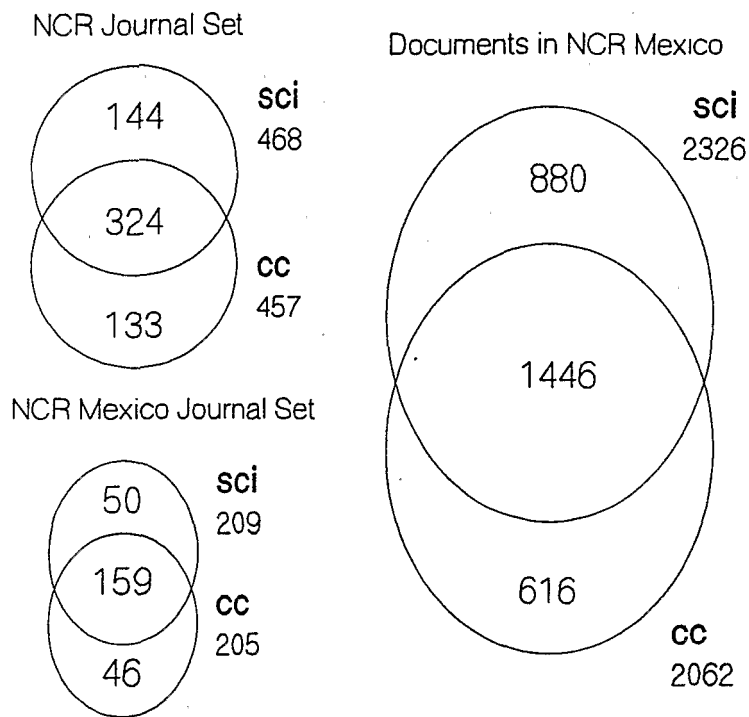 NCR Journal Set
144
sci
468
324
cc
457
133
NCR Mexico Journal Set
50
sci
209
159
cc
205
46
Documents in NCR Mexico
sci
2326
880
1446
616
cc
2062